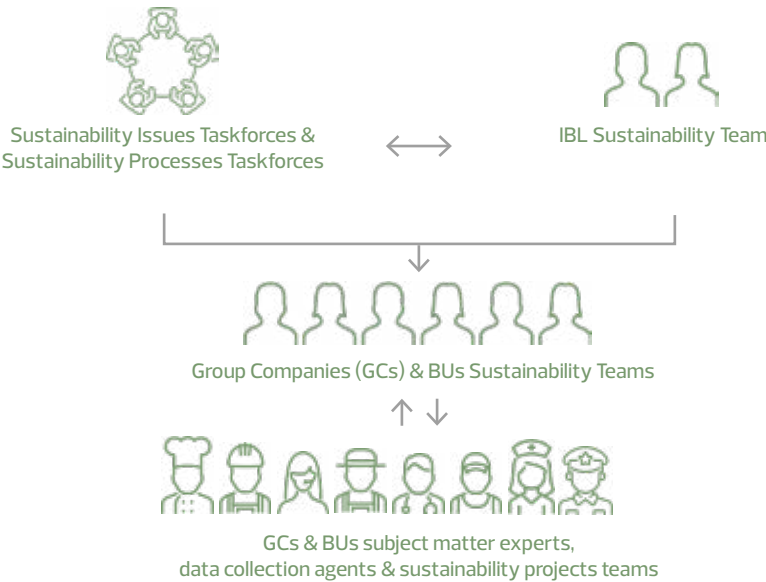 Sustainability Issues Taskforces &
Sustainability Processes Taskforces
IBL Sustainability Team
Group Companies (GCs) & BUs Sustainability Teams
GCs & BUs subject matter experts,
data collection agents & sustainability projects teams